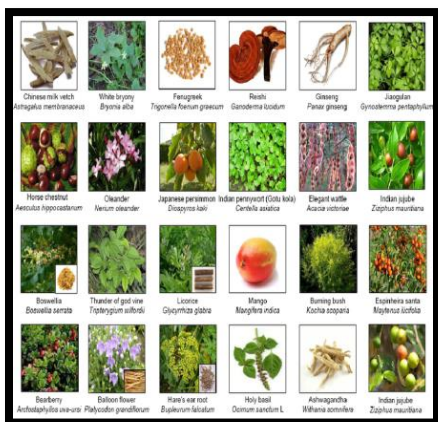 Chinese milk vetch
Astragalus membranaceus
White bryony
Bryonia alba
Fenugreek
Trigonella foenum graecum
Reishi
Ganoderma lucidum
Ginseng
Panax ginseng
Jiaogulan
Gynostemma pentaphyllum
Horse chestnut
Aesculus hippocastanum
Oleander
Nerium oleander
Japanese persimmon
Diospyros kaki
Indian pennywort (Gotu kola)
Centella asiatica
Elegant wattle
Acacia victoriae
Indian jujube
Ziziphus mauritiana
Boswellia
Boswellia serrata
Thunder of god vine
Tripterygium wilfordii
Licorice
Glycyrrhiza glabra
Mango
Mangifera indica
Burning bush
Kochia scoparia
Espinheira santa
Maytenus ilicifolia
Bearberry
Arctostaphylos uva-ursi
Balloon flower
Platycodon grandiflorum
Hare's ear root
Bupleurum falcatum
Holy basil
Ocimum sanctum L
Ashwagandha
Withania somnifera
Indian jujube
Ziziphus mauritiana